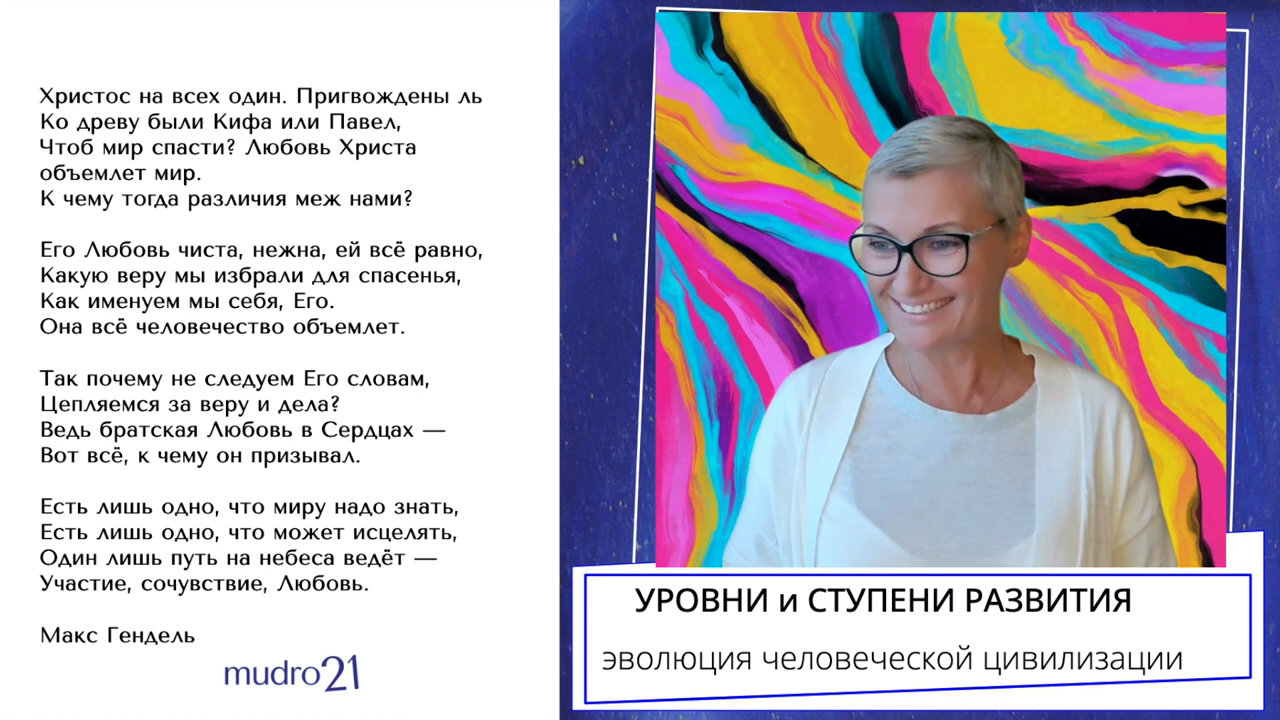 Христос на всех один. Пригвождены ль
Ко древу были Кифа или Павел,
Чтоб мир спасти? Любовь Христа
объемлет мир.
К чему тогда различия меж нами?
Его Любовь чиста, нежна, ей всё равно,
Какую веру мы избрали для спасенья,
Как именуем мы себя, Его.
Она всё человечество объемлет.
Так почему не следуем Его словам,
Цепляемся за веру и дела?
Ведь братская Любовь в Сердцах —
Вот всё, к чему он призывал.
Есть лишь одно, что миру надо знать,
Есть лишь одно, что может исцелять,
Один лишь путь на небеса ведёт —
Участие, сочувствие, Любовь.
Макс Гендель
mudro21
УРОВНИ и СТУПЕНИ РАЗВИТИЯ
эволюция человеческой цивилизации